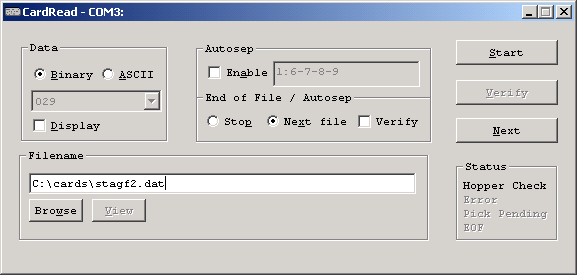 CardRead - COM3:
Data
Binary
ASCII
029
Display
Autosep
Enable
1:6-7-8-9
End of File / Autosep
Stop
Next file
Verify
Start
Verify
Next
Filename
C:\cards\stagf2.dat
Browse
View
Status
Hopper Check
Error
Pick Pending
EOF